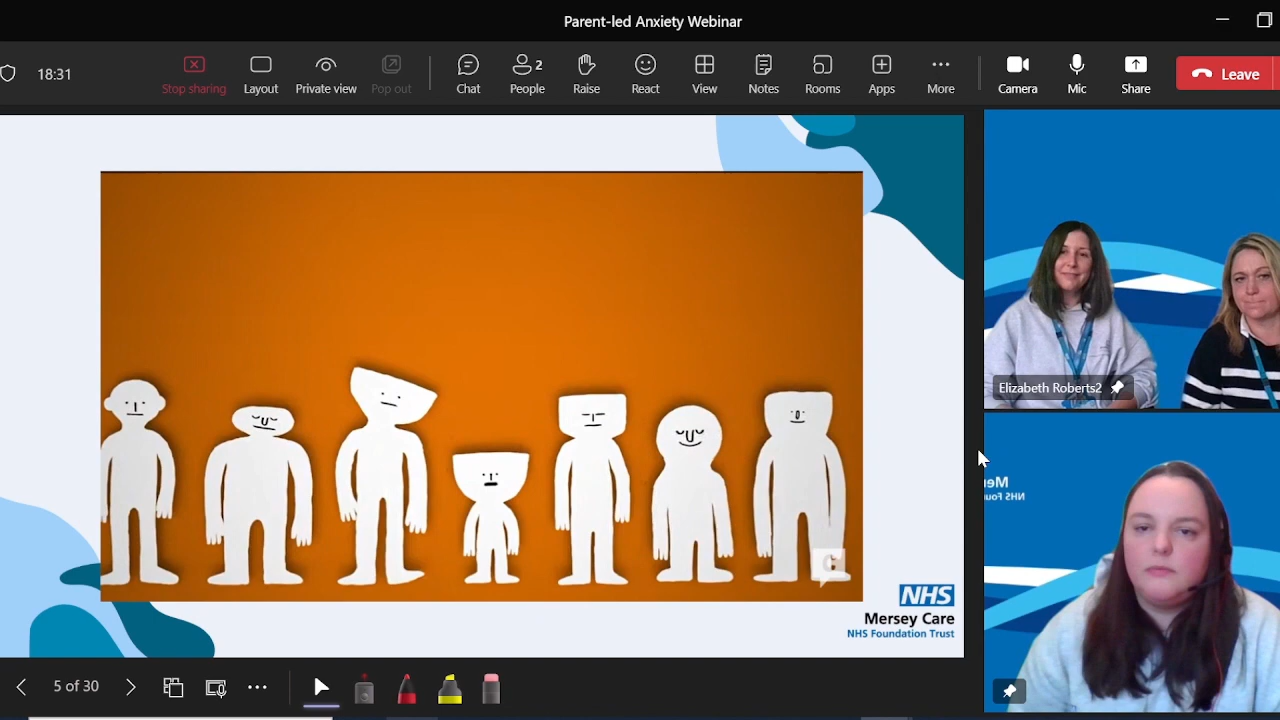 Parent-led Anxiety Webinar
18:31
Stop sharing
Layout
Private view
Pop out
Chat
2
People
Raise
React
View
Notes
Rooms
Apps
More
Camera
Mic
Share
Leave
Elizabeth Roberts2
NHS
Mersey Care
NHS Foundation Trust
5 of 30